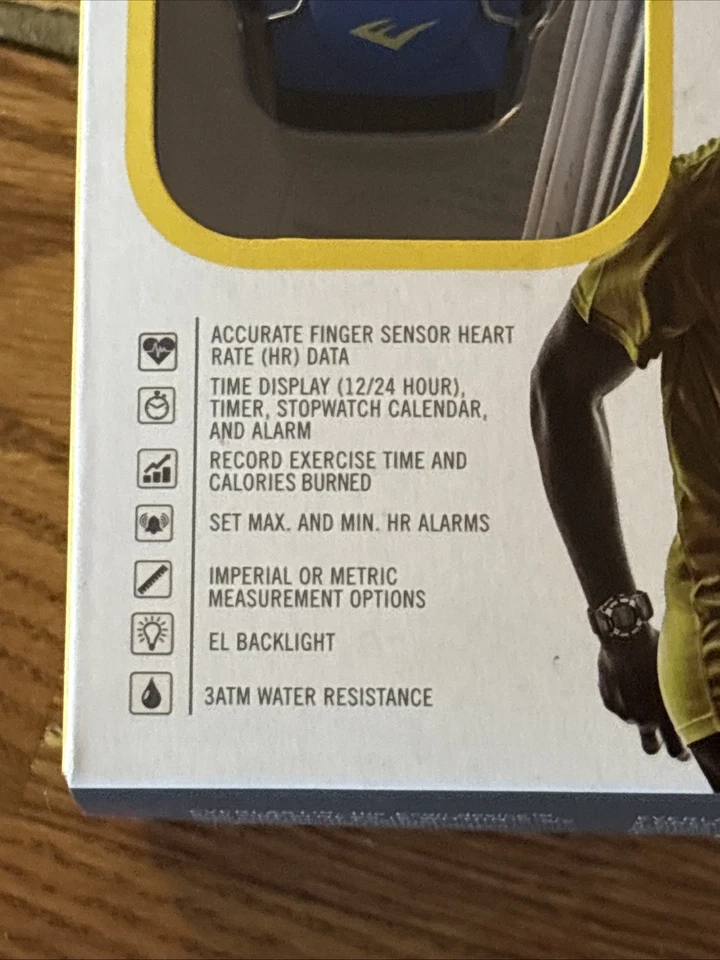 ACCURATE FINGER SENSOR HEART
RATE (HR) DATA
TIME DISPLAY (12/24 HOUR),
TIMER, STOPWATCH CALENDAR,
AND ALARM
RECORD EXERCISE TIME AND
CALORIES BURNED
SET MAX. AND MIN. HR ALARMS
IMPERIAL OR METRIC
MEASUREMENT OPTIONS
EL BACKLIGHT
3ATM WATER RESISTANCE